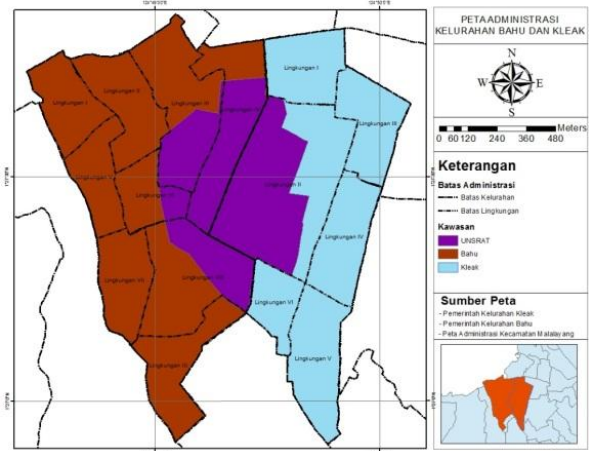 PETA ADMINISTRASI
KELURAHAN BAHU DAN KLEAK
N
W E
S
Meters
0 60 120 240 360 480
Keterangan
Batas Administrasi
Batas Kelurahan
Batas Lingkungan
Kawasan
UNSRAT
Bahu
Kleak
Sumber Peta
- Pemerintah Kelurahan Kleak
- Pemerintah Kelurahan Bahu
- Peta Administrasi Kecamatan Malalayang
Lingkungan I
Lingkungan II
Lingkungan III
Lingkungan I
Lingkungan III
Lingkungan II
Lingkungan IV
Lingkungan VI
Lingkungan V